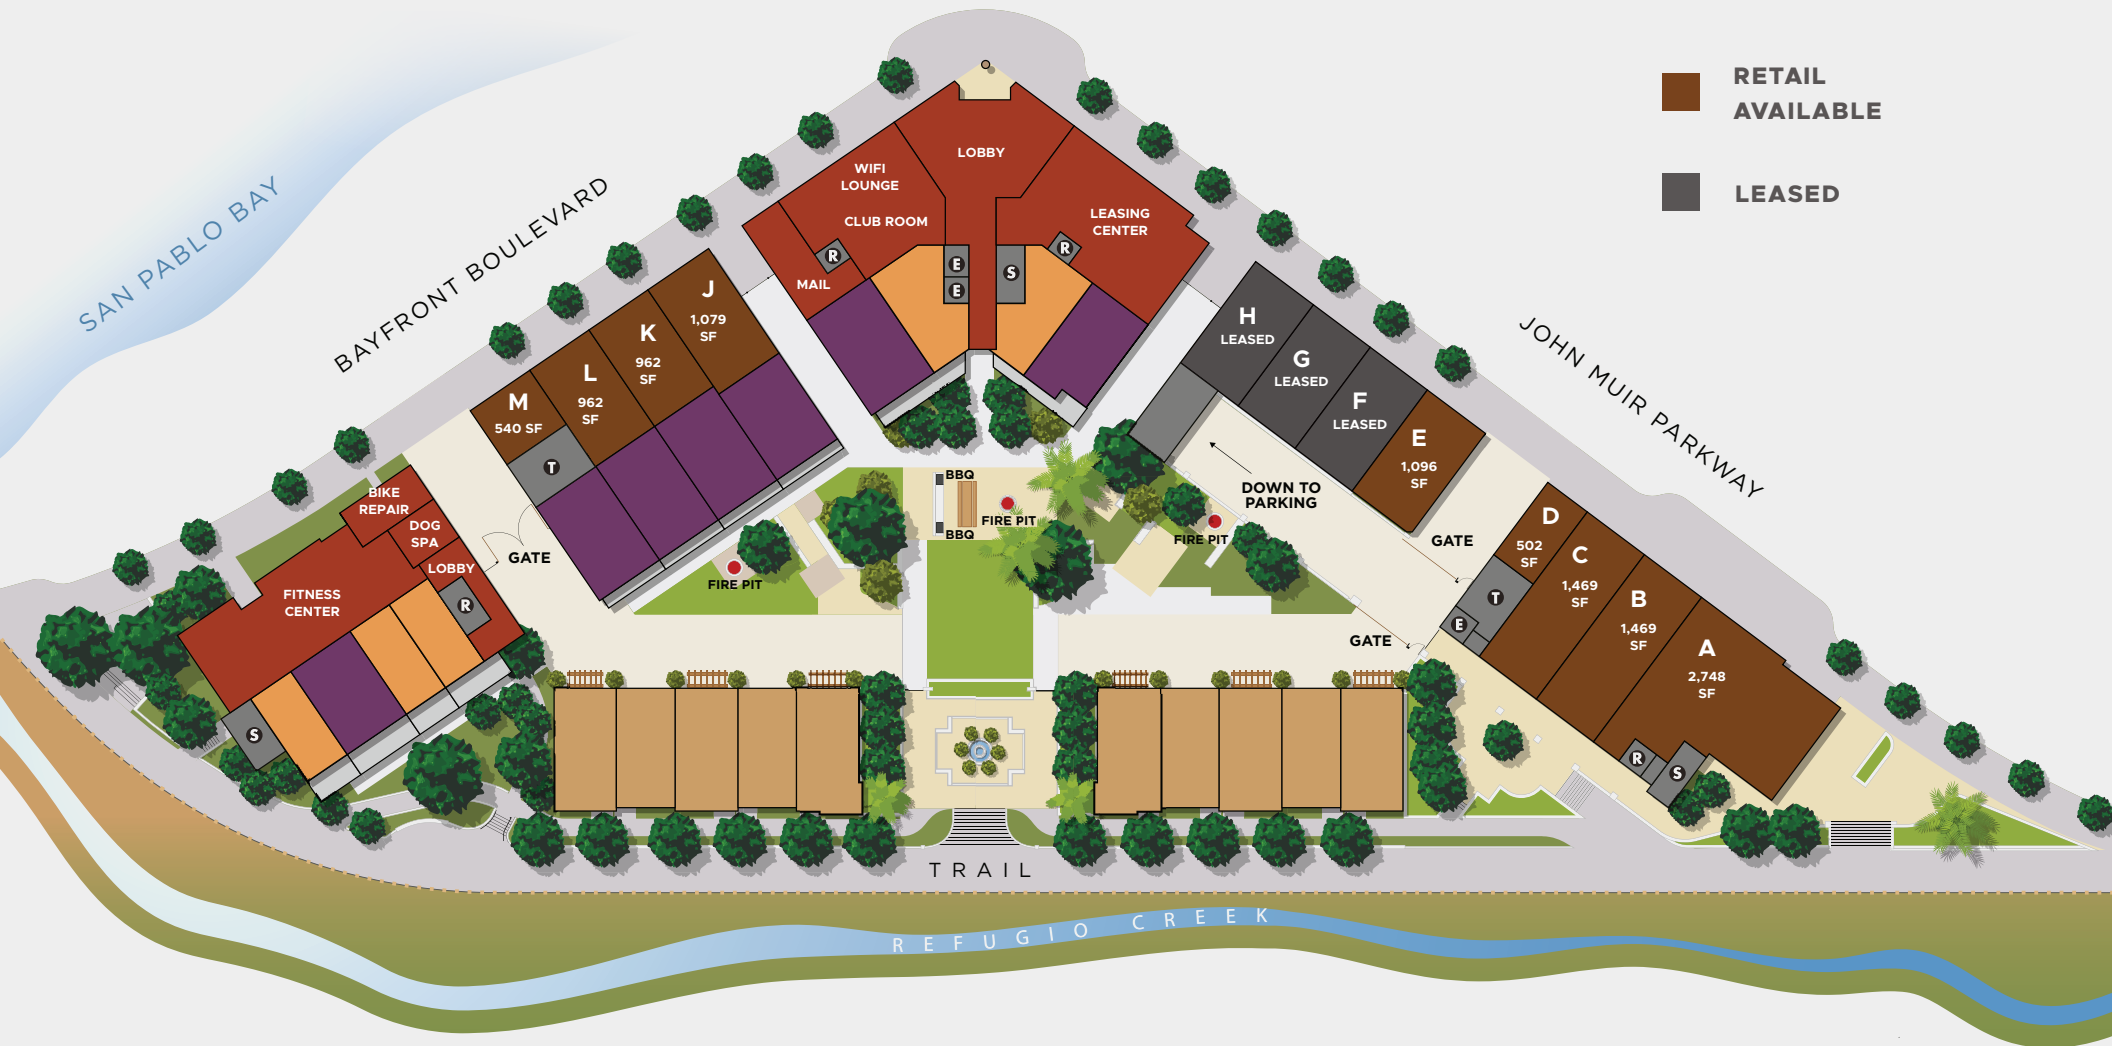 RETAIL
AVAILABLE
LEASED
SAN PABLO BAY
BAYFRONT BOULEVARD
JOHN MUIR PARKWAY
LOBBY
WIFI
LOUNGE
CLUB ROOM
LEASING
CENTER
R
MAIL
E
E
S
R
J
1,079
SF
K
962
SF
L
962
SF
M
540 SF
T
H
LEASED
G
LEASED
F
LEASED
E
1,096
SF
DOWN TO
PARKING
BIKE
REPAIR
DOG
SPA
LOBBY
R
FITNESS
CENTER
S
GATE
BBQ
BBQ
FIRE PIT
FIRE PIT
FIRE PIT
GATE
GATE
D
502
SF
T
E
C
1,469
SF
B
1,469
SF
A
2,748
SF
R
S
TRAIL
REFUGIO CREEK